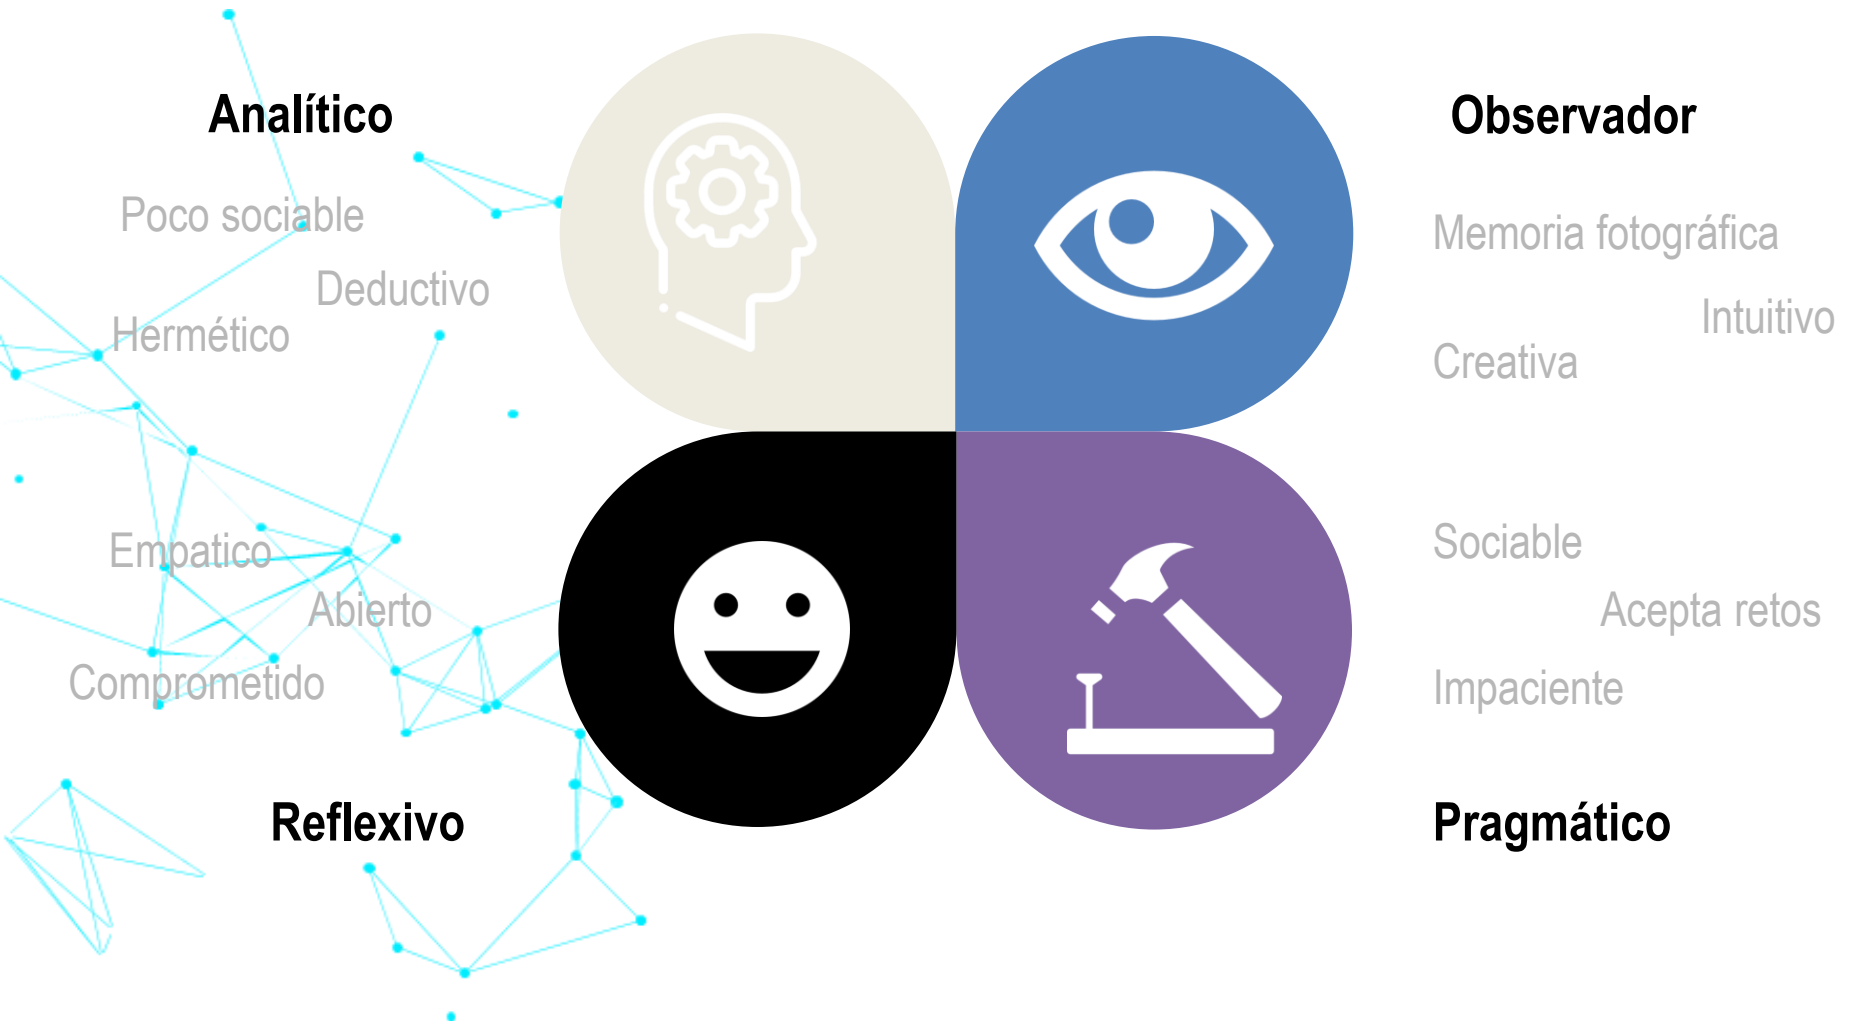 Analítico
Poco sociable
Deductivo
Hermético
Observador
Memoria fotográfica
Intuitivo
Creativa
Empatico
Abierto
Comprometido
Reflexivo
Sociable
Acepta retos
Impaciente
Pragmático